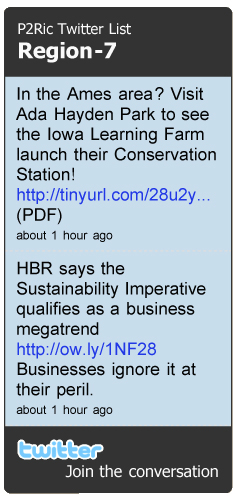 P2Ric Twitter List
Region-7
In the Ames area? Visit
Ada Hayden Park to see
the Iowa Learning Farm
launch their Conservation
Station!
http://tinyurl.com/28u2y...
(PDF)
about 1 hour ago
HBR says the
Sustainability Imperative
qualifies as a business
megatrend
http://ow.ly/1NF28
Businesses ignore it at
their peril.
about 1 hour ago
twitter
Join the conversation